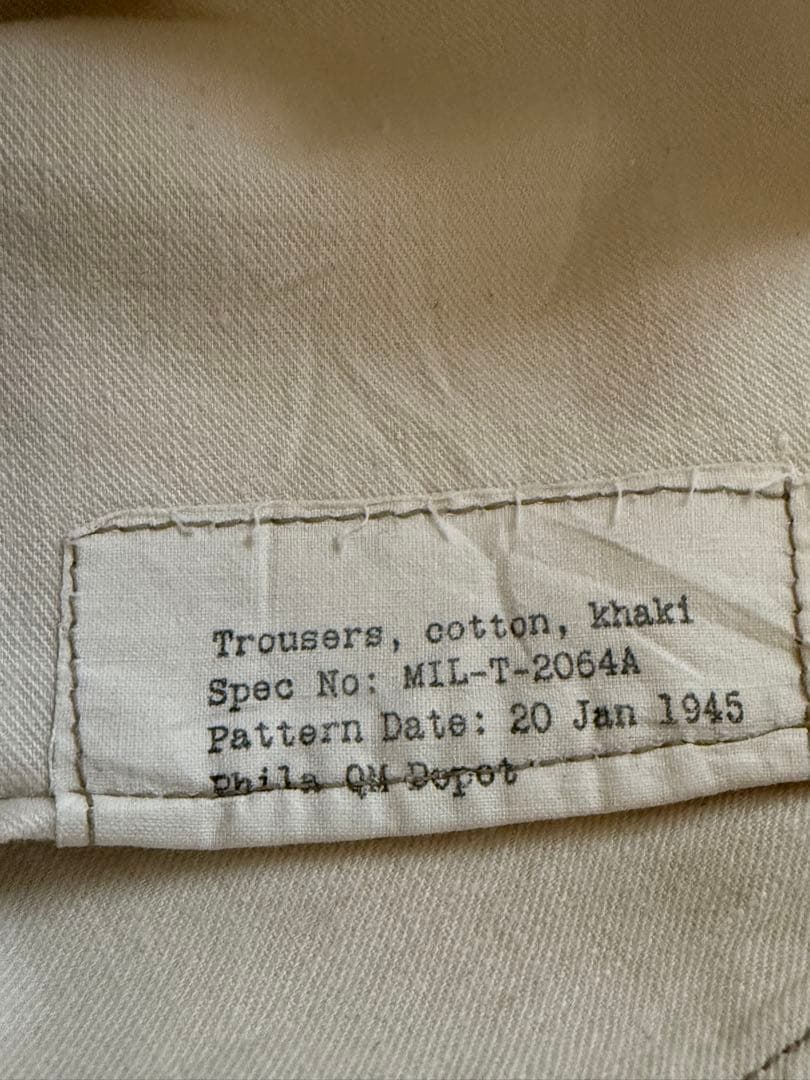 Trousers, cotton, khaki
Spec No: MIL-T-2064A
Pattern Date: 20 Jan 1945
Phila QM Depot